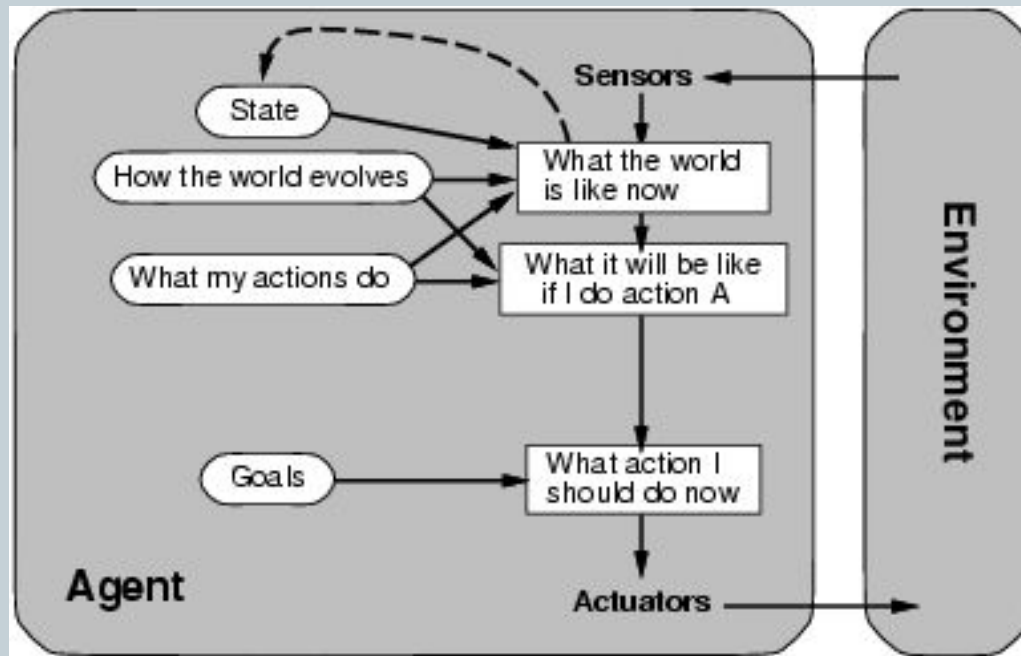 Sensors
State
What the world
is like now
How the world evolves
What my actions do
What it will be like
if I do action A
Goals
What action I
should do now
Agent
Actuators
Environment